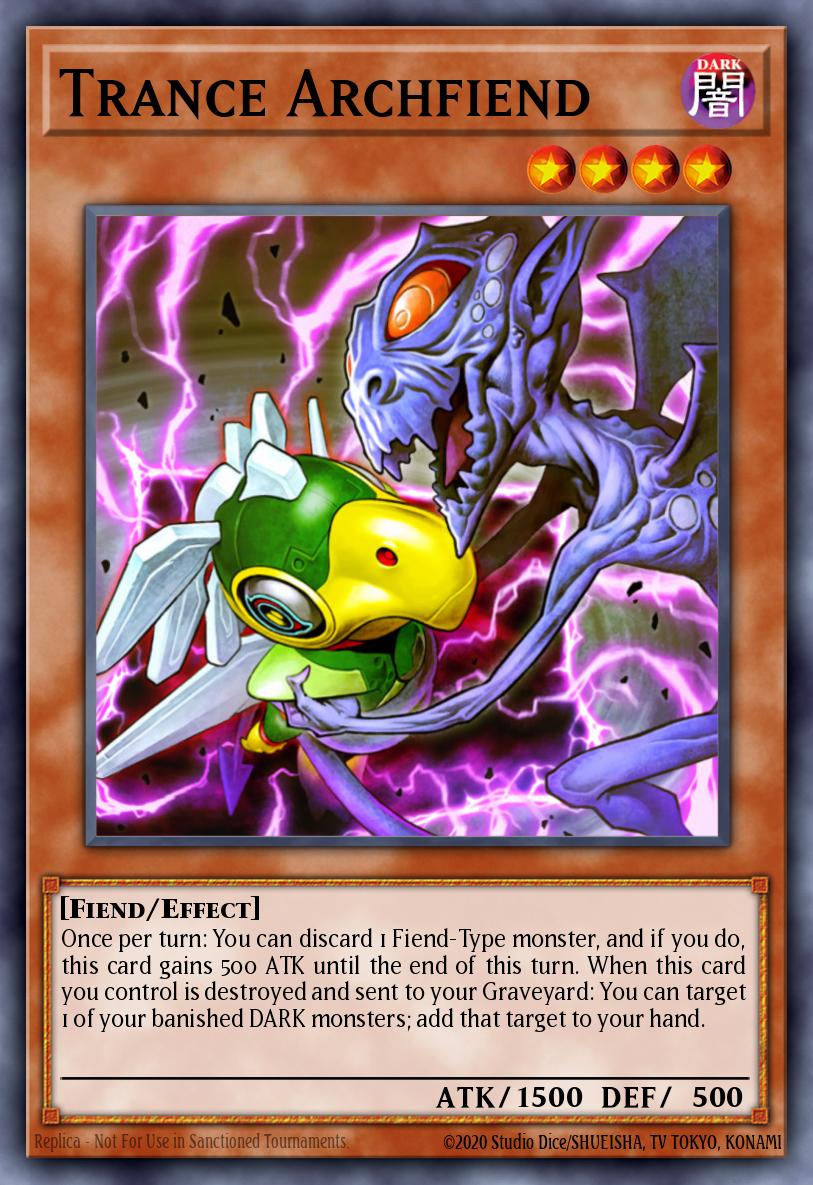 Trance Archfiend
DARK
闇
[Fiend/Effect]
Once per turn: You can discard 1 Fiend-Type monster, and if you do,
this card gains 500 ATK until the end of this turn. When this card
you control is destroyed and sent to your Graveyard: You can target
1 of your banished DARK monsters; add that target to your hand.
ATK/1500 DEF/ 500
Replica - Not For Use in Sanctioned Tournaments.
©2020 Studio Dice/SHUEISHA, TV TOKYO, KONAMI